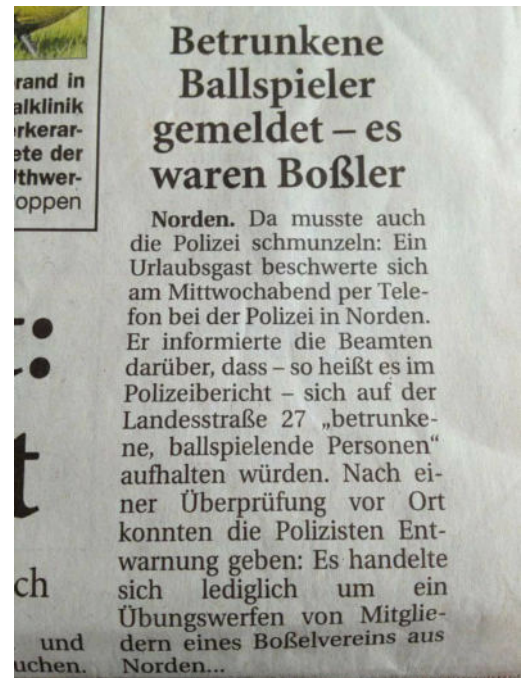 rand in
alklinik
rkerar-
ete der
lthwer-
oppen
t:
t
ch
und
uchen.
Betrunkene
Ballspieler
gemeldet – es
waren Boßler
Norden. Da musste auch
die Polizei schmunzeln: Ein
Urlaubsgast beschwerte sich
am Mittwochabend per Tele-
fon bei der Polizei in Norden.
Er informierte die Beamten
darüber, dass – so heißt es im
Polizeibericht – sich auf der
Landesstraße 27 „betrunke-
ne, ballspielende Personen“
aufhalten würden. Nach ei-
ner Überprüfung vor Ort
konnten die Polizisten Ent-
warnung geben: Es handelte
sich lediglich um ein
Übungswerfen von Mitglie-
dern eines Boßelvereins aus
Norden...